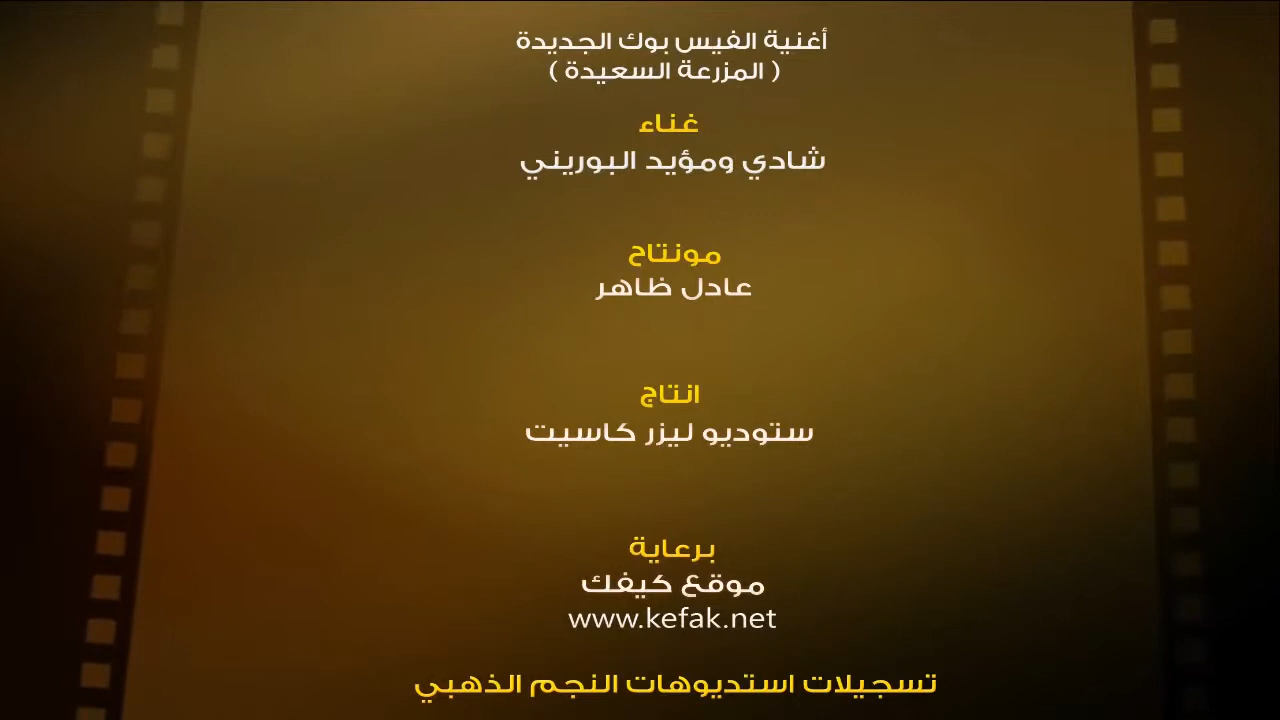 أغنية الفيس بوك الجديدة
( المزرعة السعيدة )
غناء
شادي ومؤيد البوريني
مونتاح
عادل ظاهر
انتاج
ستوديو ليزر كاسيت
برعاية
موقع كيفك
www.kefak.net
تسجيلات استديوهات النجم الذهبي